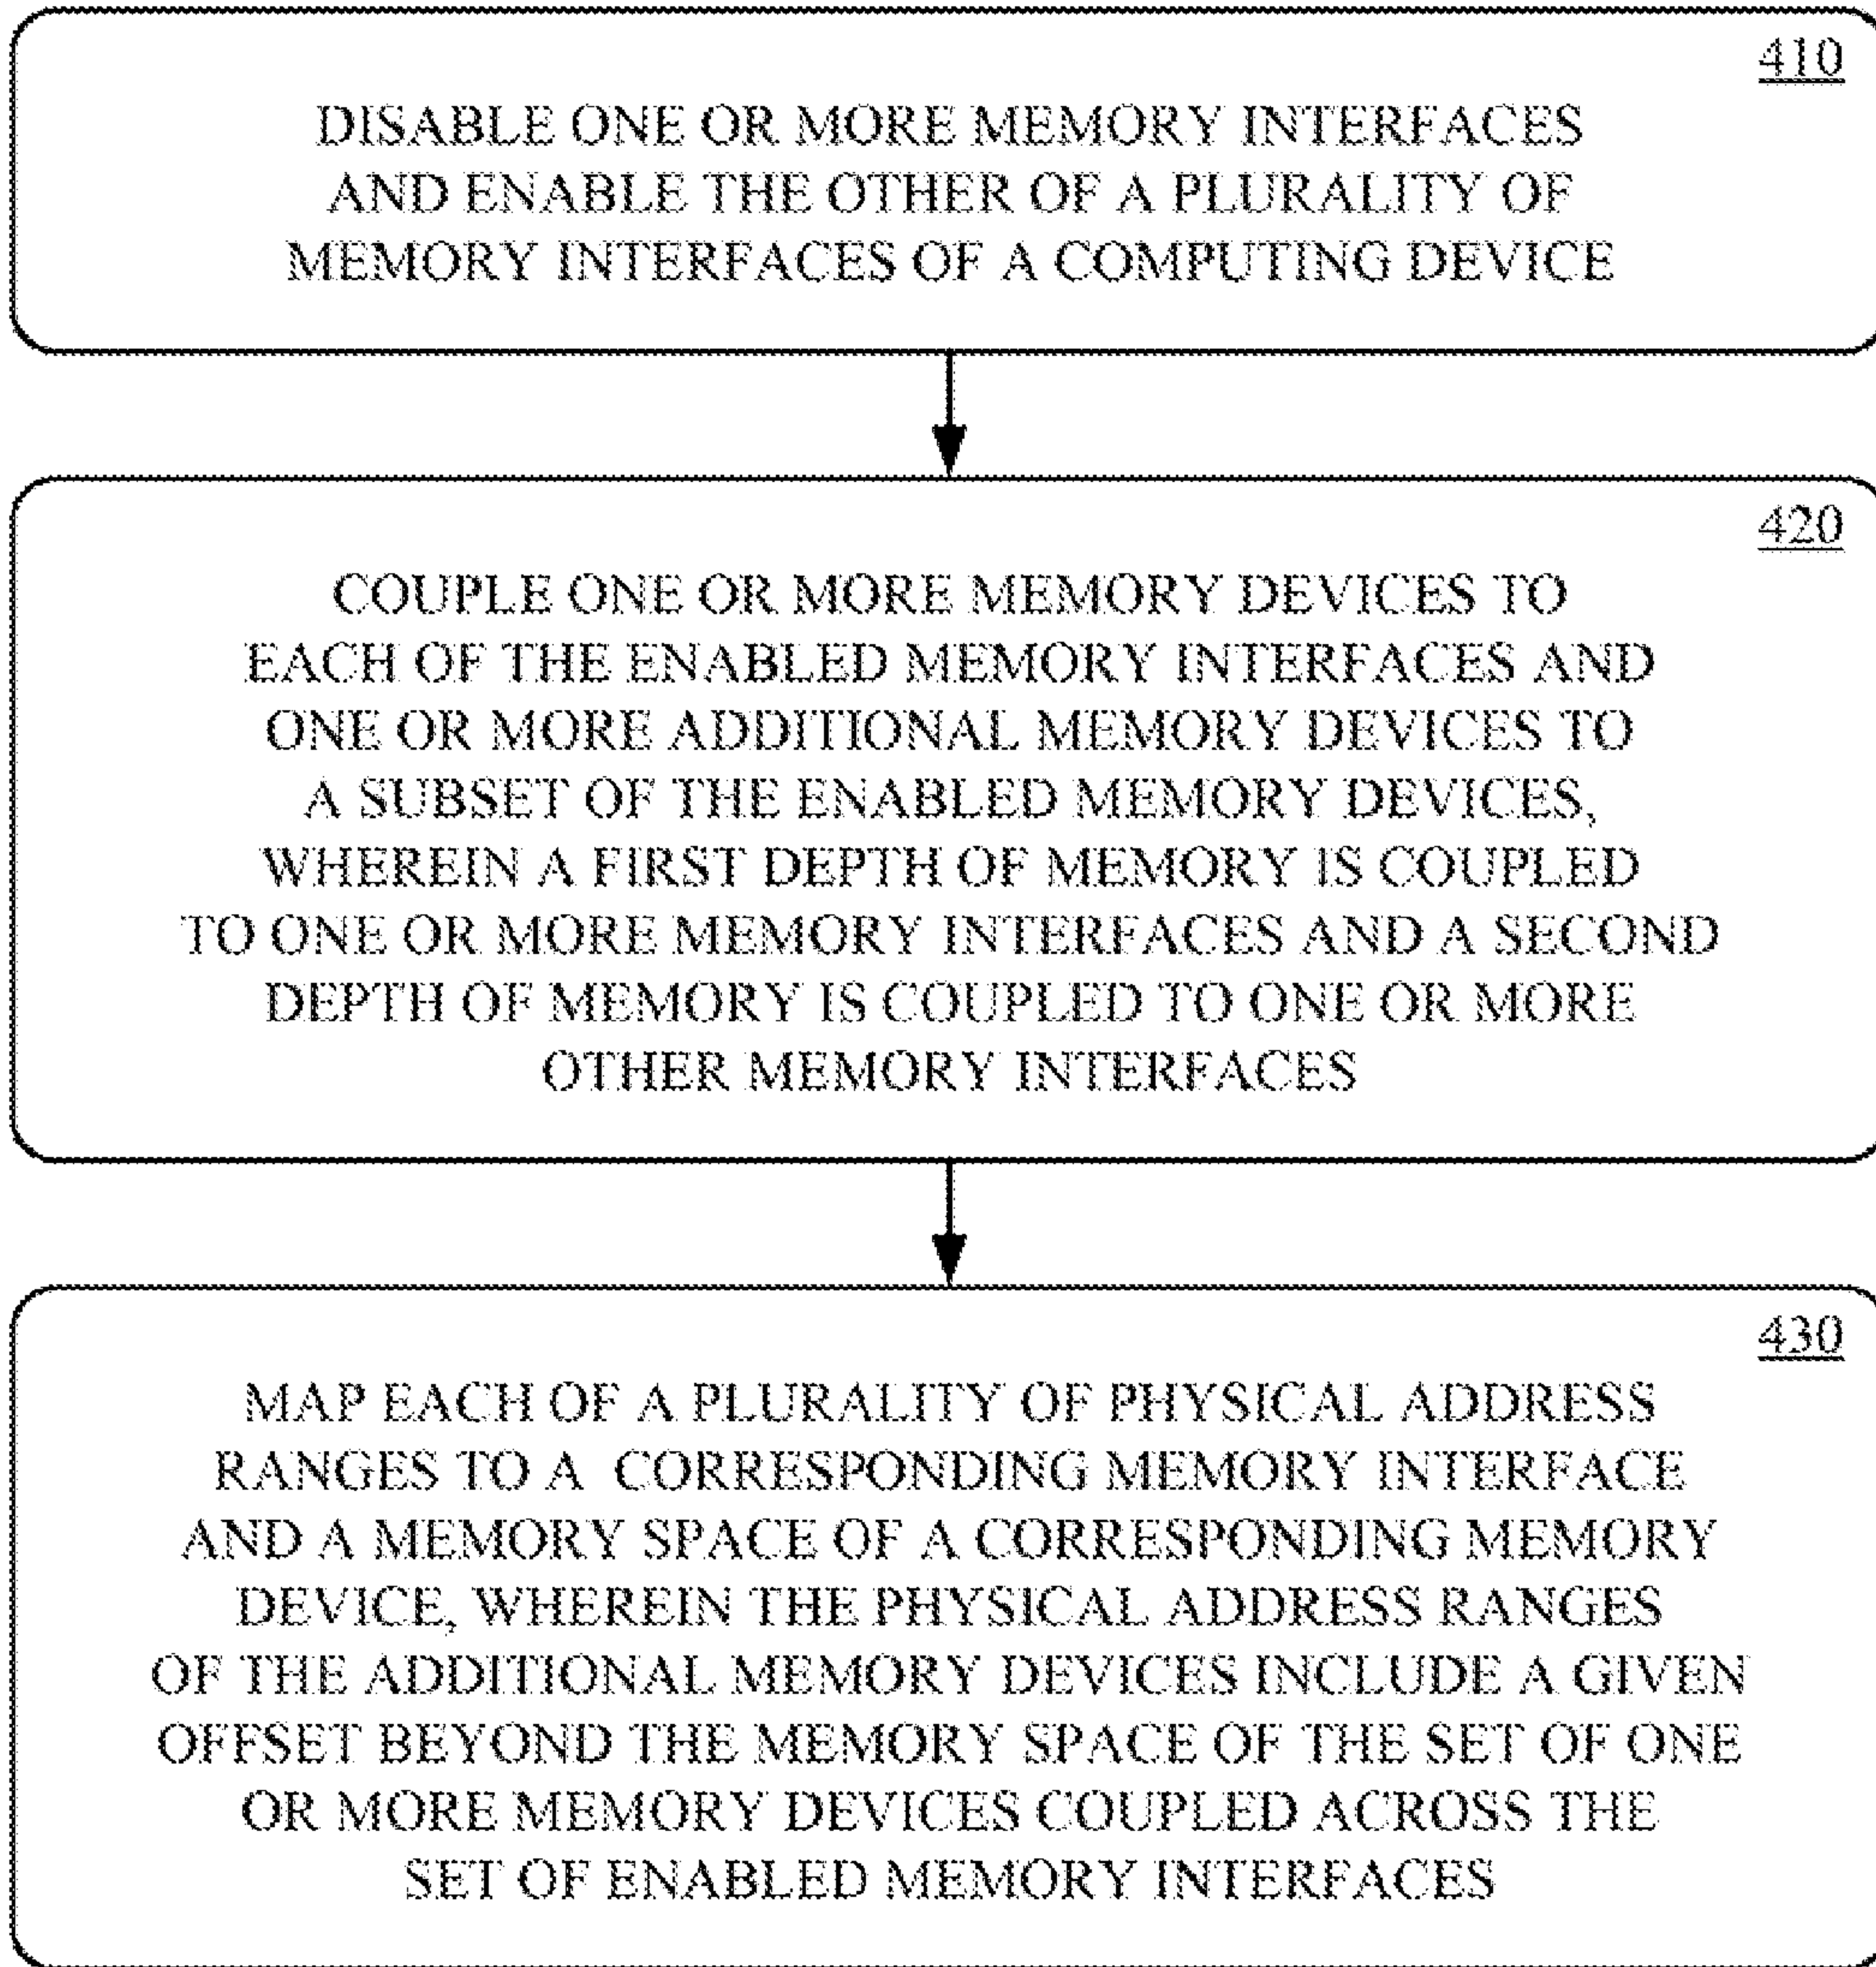 410
DISABLE ONE OR MORE MEMORY INTERFACES
AND ENABLE THE OTHER OF A PLURALITY OF
MEMORY INTERFACES OF A COMPUTING DEVICE
420
COUPLE ONE OR MORE MEMORY DEVICES TO
EACH OF THE ENABLED MEMORY INTERFACES AND
ONE OR MORE ADDITIONAL MEMORY DEVICES TO
A SUBSET OF THE ENABLED MEMORY DEVICES,
WHEREIN A FIRST DEPTH OF MEMORY IS COUPLED
TO ONE OR MORE MEMORY INTERFACES AND A SECOND
DEPTH OF MEMORY IS COUPLED TO ONE OR MORE
OTHER MEMORY INTERFACES
430
MAP EACH OF A PLURALITY OF PHYSICAL ADDRESS
RANGES TO A CORRESPONDING MEMORY INTERFACE
AND A MEMORY SPACE OF A CORRESPONDING MEMORY
DEVICE, WHEREIN THE PHYSICAL ADDRESS RANGES
OF THE ADDITIONAL MEMORY DEVICES INCLUDE A GIVEN
OFFSET BEYOND THE MEMORY SPACE OF THE SET OF ONE
OR MORE MEMORY DEVICES COUPLED ACROSS THE
SET OF ENABLED MEMORY INTERFACES